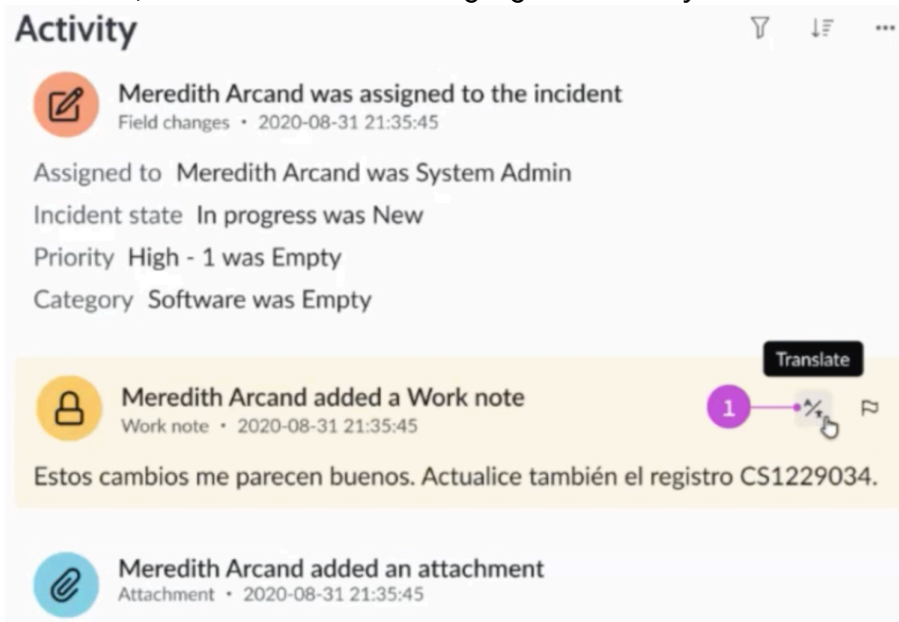 Activity
Meredith Arcand was assigned to the incident
Field changes • 2020-08-31 21:35:45
Assigned to Meredith Arcand was System Admin
Incident state In progress was New
Priority High - 1 was Empty
Category Software was Empty
Translate
Meredith Arcand added a Work note
1
Work note • 2020-08-31 21:35:45
Estos cambios me parecen buenos. Actualice también el registro CS1229034.
Meredith Arcand added an attachment
Attachment • 2020-08-31 21:35:45